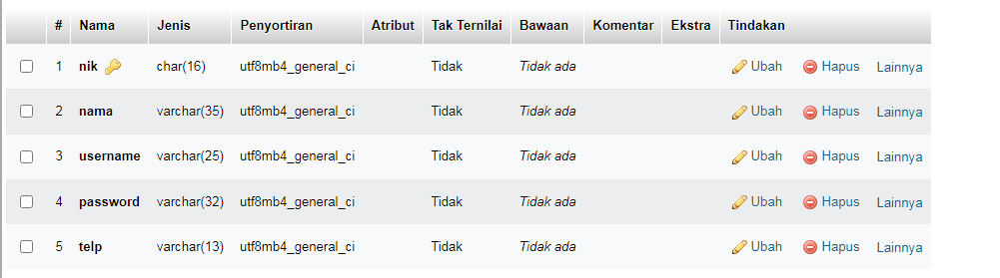 # Nama Jenis Penyortiran Atribut Tak Ternilai Bawaan Komentar Ekstra Tindakan
1 nik char(16) utf8mb4_general_ci Tidak Tidak ada Ubah Hapus Lainnya
2 nama varchar(35) utf8mb4_general_ci Tidak Tidak ada Ubah Hapus Lainnya
3 username varchar(25) utf8mb4_general_ci Tidak Tidak ada Ubah Hapus Lainnya
4 password varchar(32) utf8mb4_general_ci Tidak Tidak ada Ubah Hapus Lainnya
5 telp varchar(13) utf8mb4_general_ci Tidak Tidak ada Ubah Hapus Lainnya